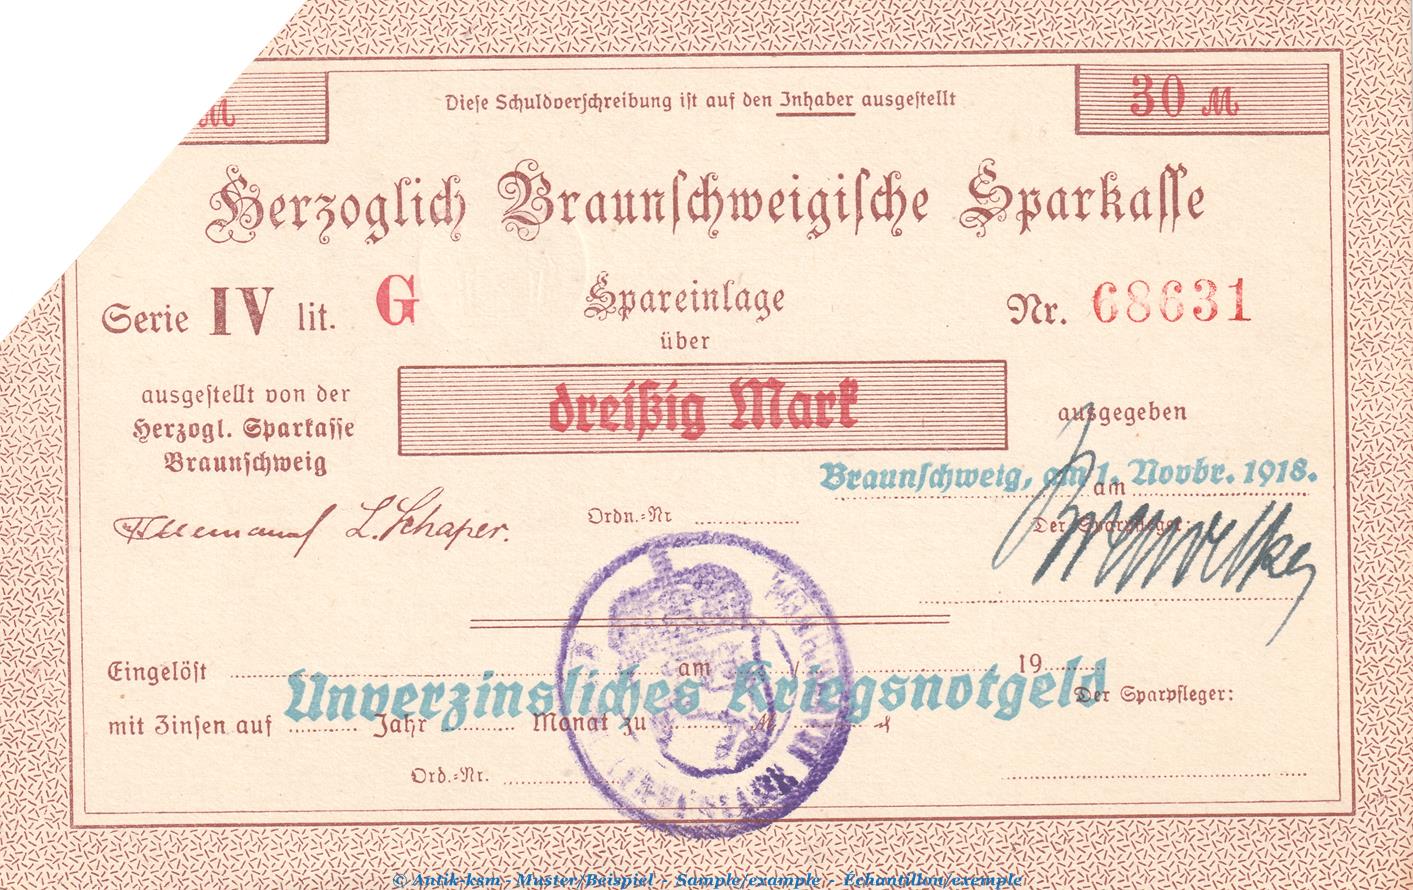 M
Diese Schuldverschreibung ist auf den Inhaber ausgestellt
30 M
Herzoglich Braunschweigische Sparkasse
Serie IV lit. G
Spareinlage
Nr. 68631
über
ausgestellt von der
Herzogl. Sparkasse
Braunschweig
dreißig Mark
ausgegeben
Braunschweig, am 1. Novbr. 1918.
am
L. Schaper.
Ordn.=Nr
Der Sparpfleger:
Eingelöst am 19
Unverzinsliches Kriegsnotgeld
Der Sparpfleger:
mit Zinsen auf Jahr Monat zu M ₰
Ord.=Nr.
© Antik-ksm - Muster/Beispiel - Sample/example - Échantillon/exemple